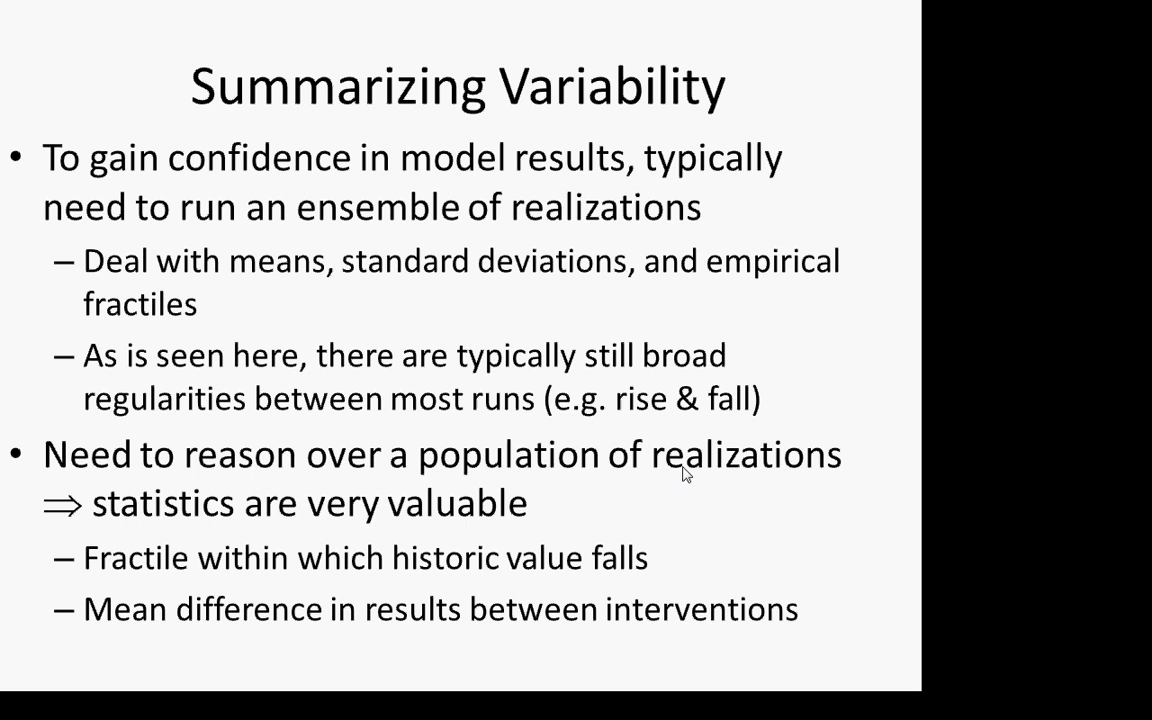 Summarizing Variability
• To gain confidence in model results, typically
need to run an ensemble of realizations
– Deal with means, standard deviations, and empirical
fractiles
– As is seen here, there are typically still broad
regularities between most runs (e.g. rise & fall)
• Need to reason over a population of realizations
⇒ statistics are very valuable
– Fractile within which historic value falls
– Mean difference in results between interventions